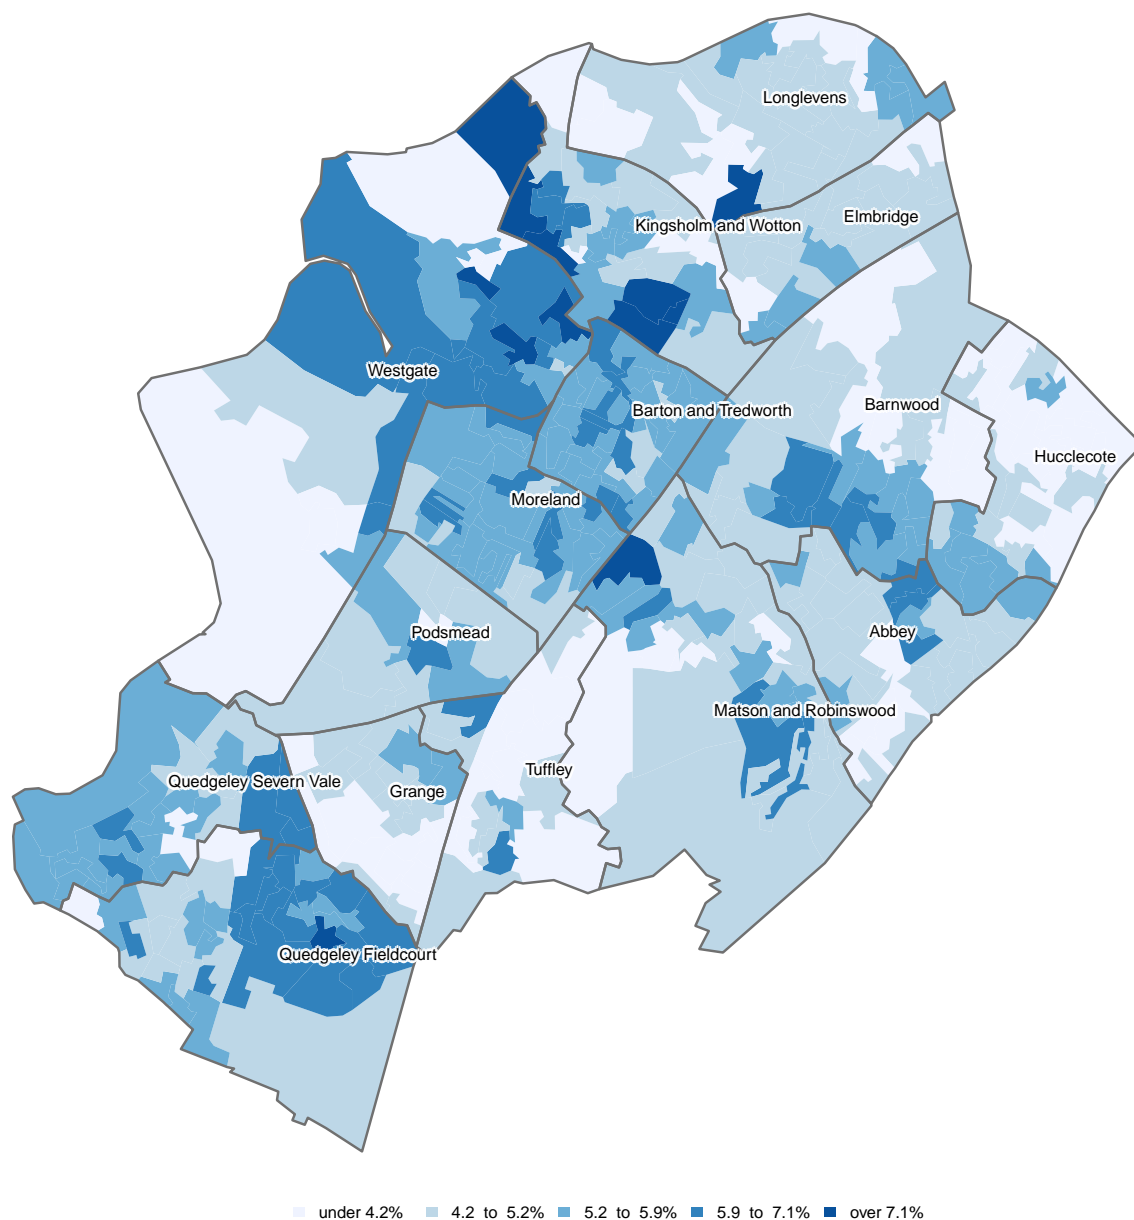 Longlevens
Elmbridge
Kingsholm and Wotton
Westgate
Barnwood
Barton and Tredworth
Hucclecote
Moreland
Podsmead
Abbey
Matson and Robinswood
Tuffley
Quedgeley Severn Vale
Grange
Quedgeley Fieldcourt
under 4.2% 4.2 to 5.2% 5.2 to 5.9% 5.9 to 7.1% over 7.1%